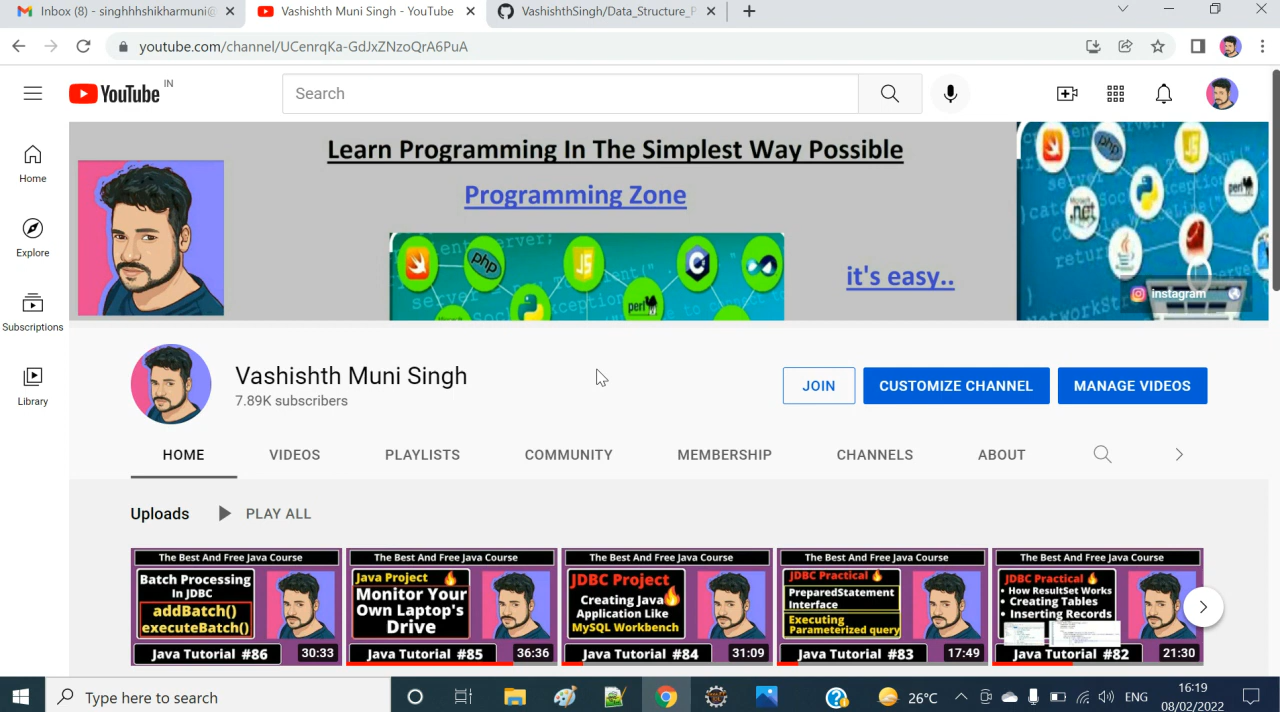 Inbox (8) - singhhhshikharmuni@
Vashishth Muni Singh - YouTube
VashishthSingh/Data_Structure_P
youtube.com/channel/UCenrqKa-GdJxZNzoQrA6PuA
YouTube IN
Search
Home
Explore
Subscriptions
Library
Learn Programming In The Simplest Way Possible
Programming Zone
it's easy..
php
JS
perl
php
JS
perl
.net
instagram
Vashishth Muni Singh
7.89K subscribers
JOIN
CUSTOMIZE CHANNEL
MANAGE VIDEOS
HOME
VIDEOS
PLAYLISTS
COMMUNITY
MEMBERSHIP
CHANNELS
ABOUT
Uploads
PLAY ALL
The Best And Free Java Course
Batch Processing
In JDBC
addBatch()
executeBatch()
Java Tutorial #86
30:33
The Best And Free Java Course
Java Project
Monitor Your
Own Laptop's
Drive
Java Tutorial #85
36:36
The Best And Free Java Course
JDBC Project
Creating Java
Application Like
MySQL Workbench
Java Tutorial #84
31:09
The Best And Free Java Course
JDBC Practical
PreparedStatement
Interface
Executing
Parameterized query
Java Tutorial #83
17:49
The Best And Free Java Course
JDBC Practical
• How ResultSet Works
• Creating Tables
• Inserting Records
Java Tutorial #82
21:30
Type here to search
26°C
ENG
16:19
08/02/2022